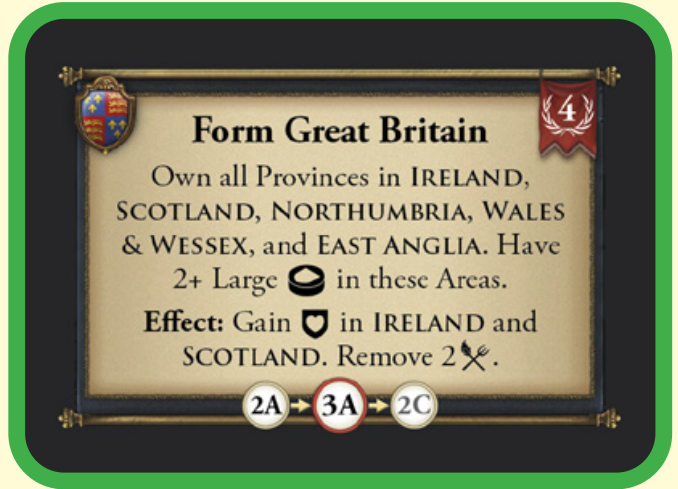 4
Form Great Britain
Own all Provinces in IRELAND,
SCOTLAND, NORTHUMBRIA, WALES
& WESSEX, and EAST ANGLIA. Have
2+ Large in these Areas.
Effect: Gain in IRELAND and
SCOTLAND. Remove 2.
2A 3A 2C